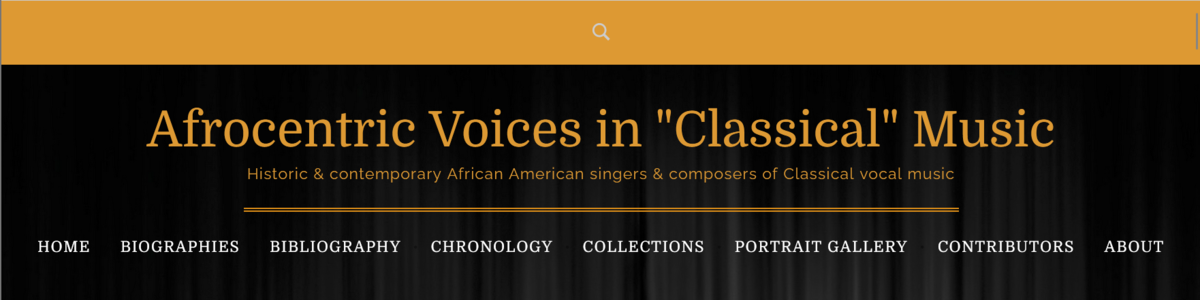 Afrocentric Voices in "Classical" Music
Historic & contemporary African American singers & composers of Classical vocal music
HOME BIOGRAPHIES BIBLIOGRAPHY CHRONOLOGY COLLECTIONS PORTRAIT GALLERY CONTRIBUTORS ABOUT